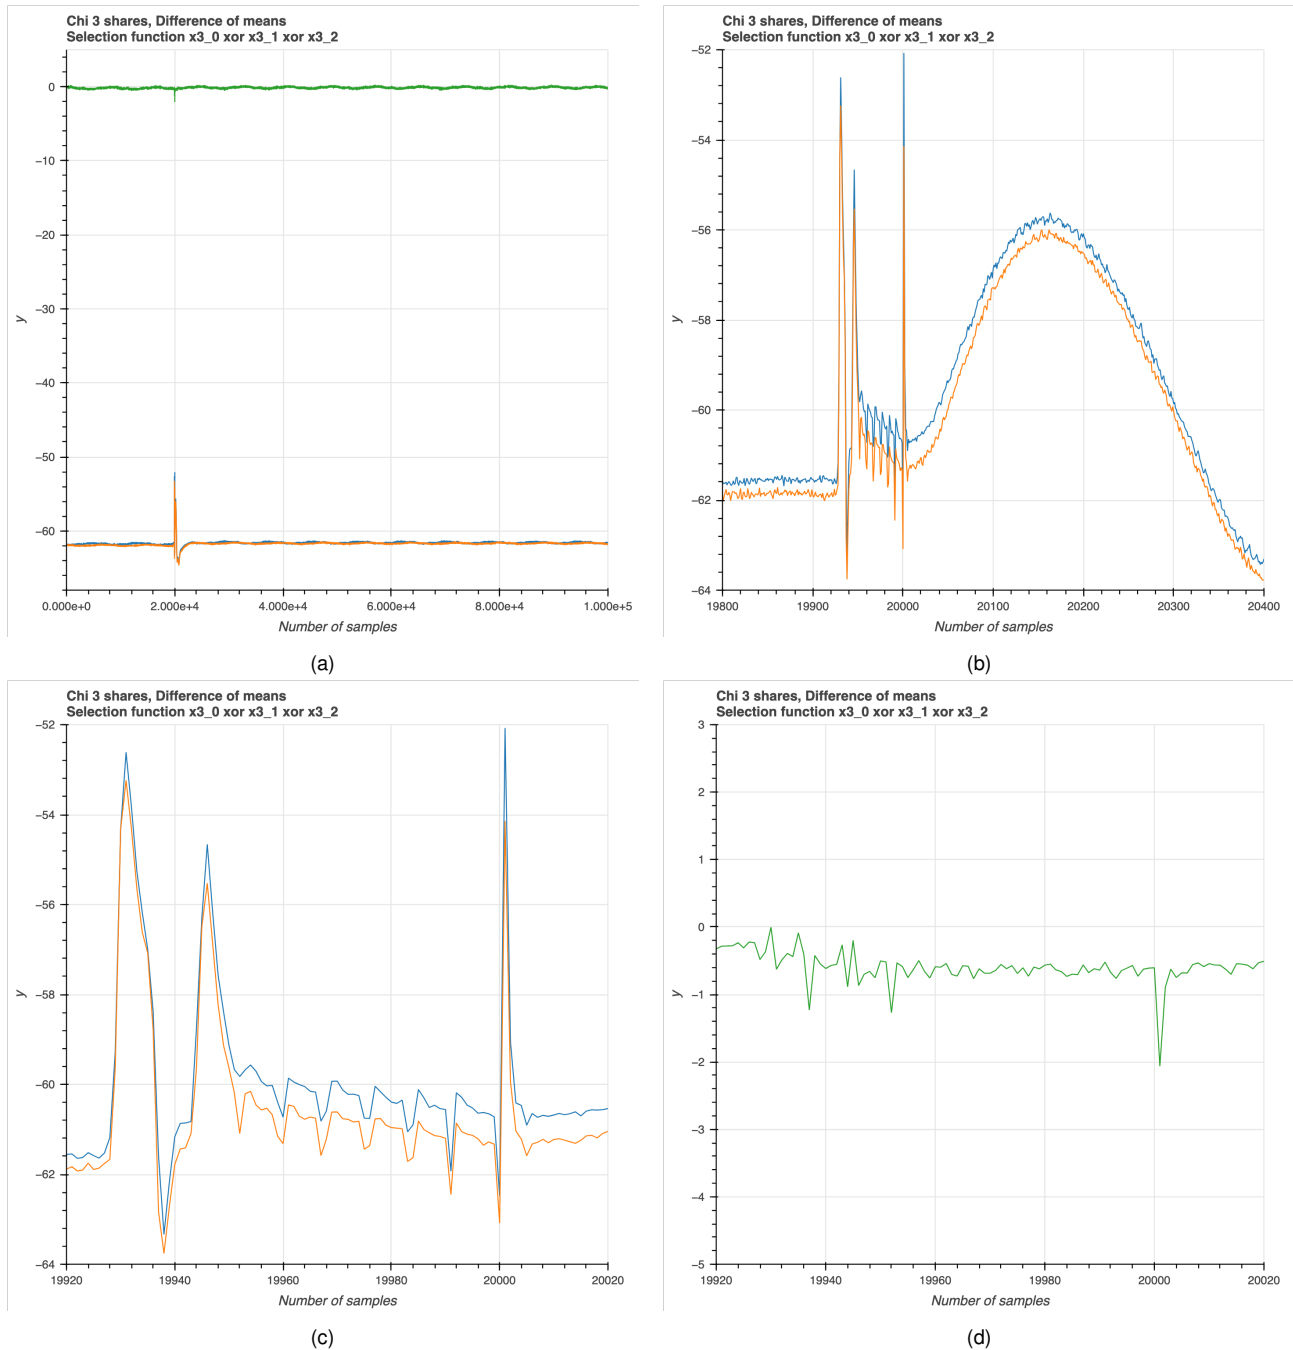 Chi 3 shares, Difference of means
Selection function x3_0 xor x3_1 xor x3_2
0
−10
−20
−30
−40
−50
−60
y
0.000e+0 2.000e+4 4.000e+4 6.000e+4 8.000e+4 1.000e+5
Number of samples
(a)
Chi 3 shares, Difference of means
Selection function x3_0 xor x3_1 xor x3_2
−52
−54
−56
−58
−60
−62
−64
y
19800 19900 20000 20100 20200 20300 20400
Number of samples
(b)
Chi 3 shares, Difference of means
Selection function x3_0 xor x3_1 xor x3_2
−52
−54
−56
−58
−60
−62
−64
y
19920 19940 19960 19980 20000 20020
Number of samples
(c)
Chi 3 shares, Difference of means
Selection function x3_0 xor x3_1 xor x3_2
3
2
1
0
−1
−2
−3
−4
−5
y
19920 19940 19960 19980 20000 20020
Number of samples
(d)